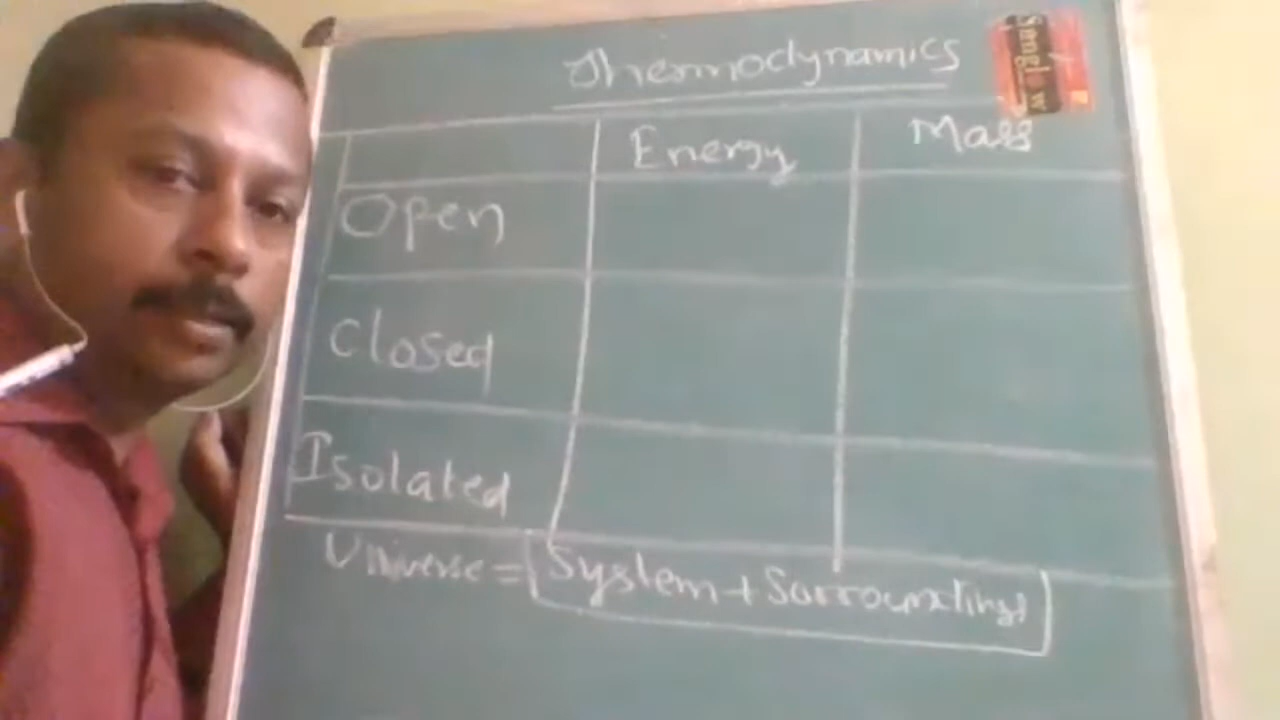 Thermodynamics
Energy Mass
Open
Closed
Isolated
Universe = System + Sorroundings